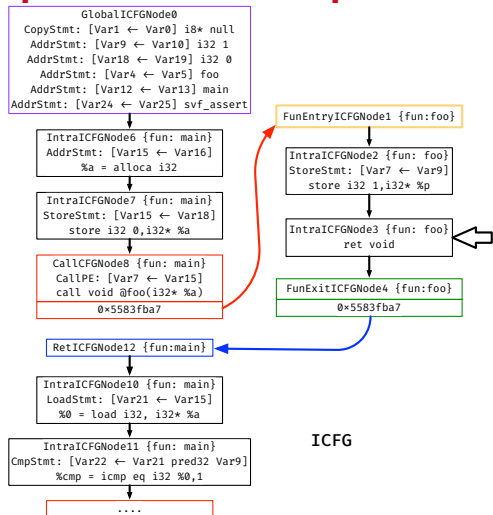 GlobalICFGNode0
CopyStmt: [Var1 ← Var0] i8* null
AddrStmt: [Var9 ← Var10] i32 1
AddrStmt: [Var18 ← Var19] i32 0
AddrStmt: [Var4 ← Var5] foo
AddrStmt: [Var12 ← Var13] main
AddrStmt: [Var24 ← Var25] svf_assert
IntraICFGNode6 {fun: main}
AddrStmt: [Var15 ← Var16]
%a = alloca i32
IntraICFGNode7 {fun: main}
StoreStmt: [Var15 ← Var18]
store i32 0,i32* %a
CallCFGNode8 {fun: main}
CallPE: [Var7 ← Var15]
call void @foo(i32* %a)
0×5583fba7
FunEntryICFGNode1 {fun:foo}
IntraICFGNode2 {fun: foo}
StoreStmt: [Var7 ← Var9]
store i32 1,i32* %p
IntraICFGNode3 {fun: foo}
ret void
FunExitICFGNode4 {fun:foo}
0×5583fba7
RetICFGNode12 {fun:main}
IntraICFGNode10 {fun: main}
LoadStmt: [Var21 ← Var15]
%0 = load i32, i32* %a
IntraICFGNode11 {fun: main}
CmpStmt: [Var22 ← Var21 pred32 Var9]
%cmp = icmp eq i32 %0,1
....
ICFG